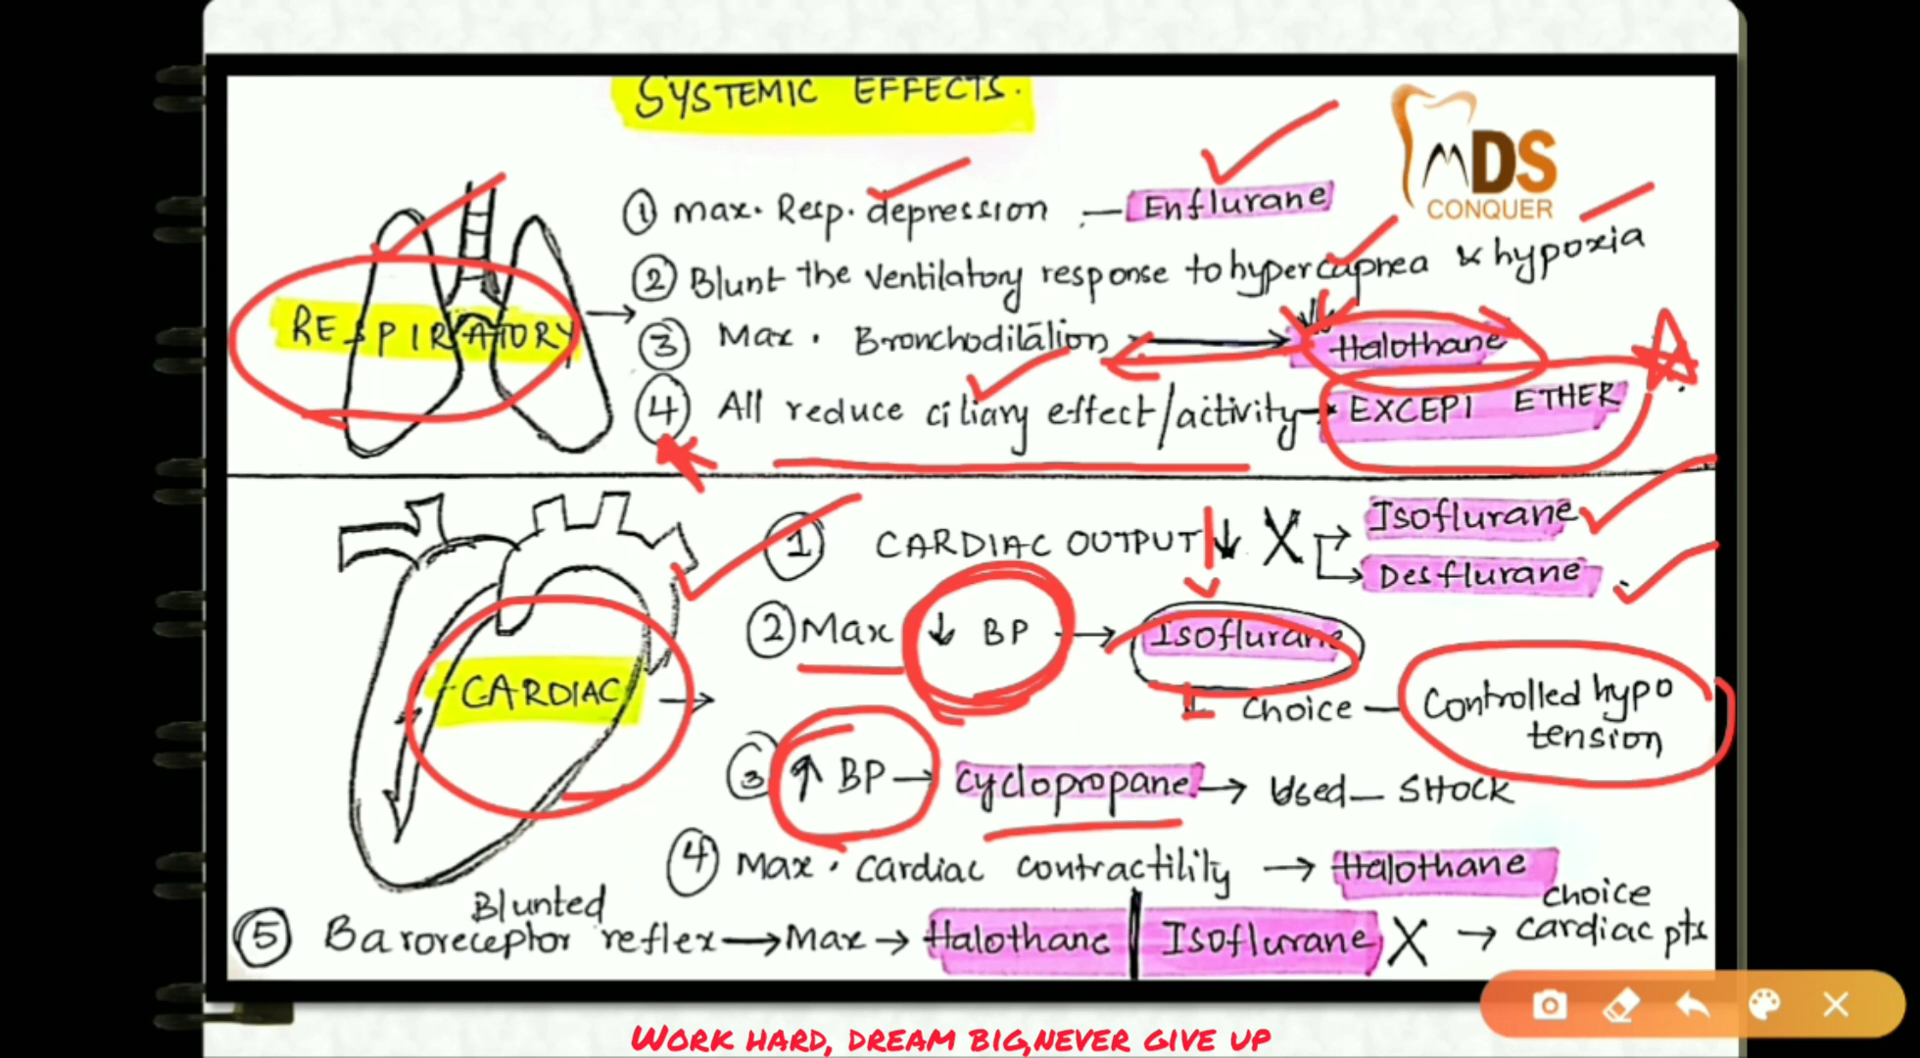 SYSTEMIC EFFECTS.
MDS
CONQUER
① Max. Resp. depression — Enflurane
② Blunt the ventilatory response to hypercapnea & hypoxia
RESPIRATORY
③ Max. Bronchodilation → Halothane
④ All reduce ciliary effect/activity → EXCEPT ETHER
① CARDIAC OUTPUT ↓ X → Isoflurane
→ Desflurane
② Max ↓ BP → Isoflurane
CARDIAC → choice — Controlled hypo
tension
③ ↑ BP → cyclopropane → Used — SHOCK
④ Max. cardiac contractility → Halothane
Blunted choice
⑤ Baroreceptor reflex → Max → Halothane | Isoflurane X → cardiac pts
WORK HARD, DREAM BIG,NEVER GIVE UP